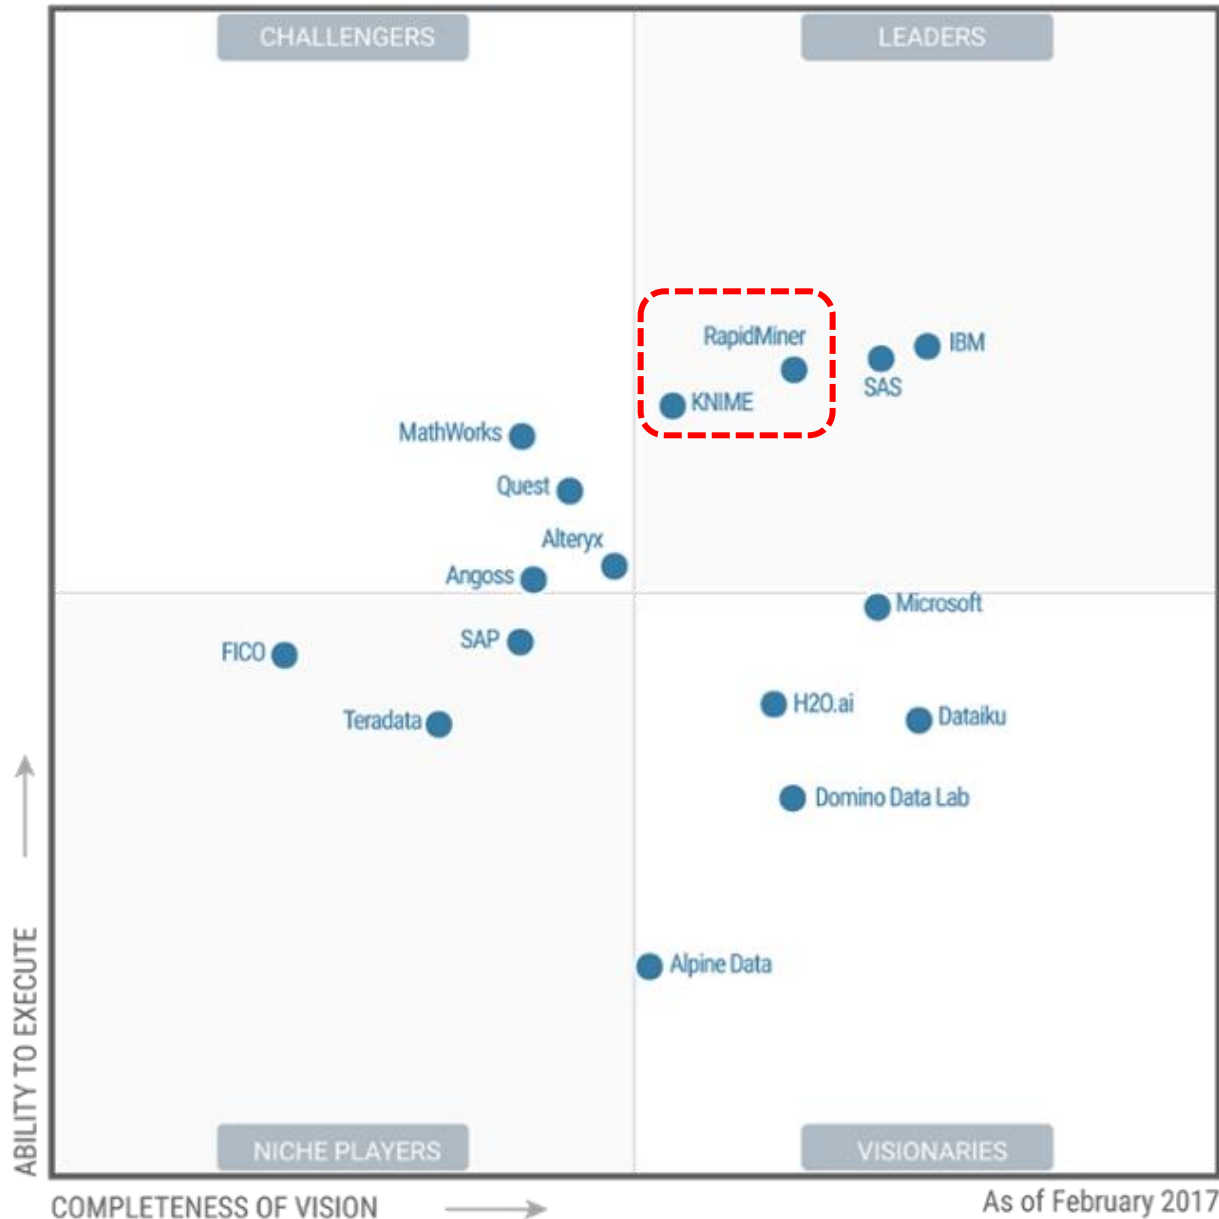 CHALLENGERS
LEADERS
RapidMiner
IBM
SAS
KNIME
MathWorks
Quest
Alteryx
Angoss
Microsoft
SAP
FICO
H2O.ai
Dataiku
Teradata
Domino Data Lab
Alpine Data
ABILITY TO EXECUTE
NICHE PLAYERS
VISIONARIES
COMPLETENESS OF VISION
As of February 2017